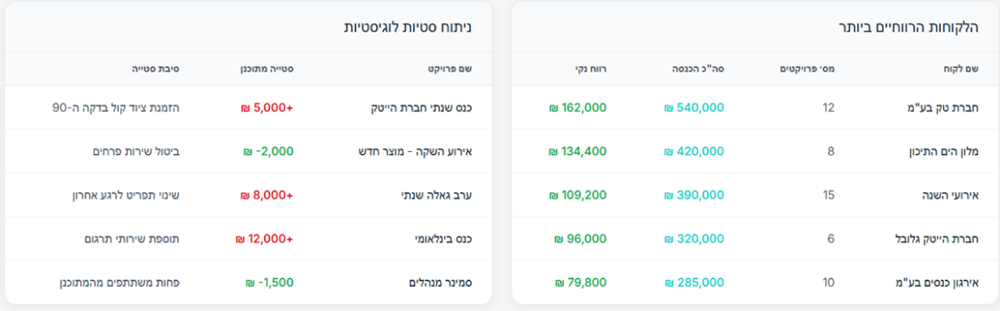 הלקוחות הרווחיים ביותר
שם לקוח מס׳ פרויקטים סה"כ הכנסה רווח נקי
חברת טק בע"מ 12 540,000 ₪ 162,000 ₪
מלון הים התיכון 8 420,000 ₪ 134,400 ₪
אירועי השנה 15 390,000 ₪ 109,200 ₪
חברת הייטק גלובל 6 320,000 ₪ 96,000 ₪
אירגון כנסים בע"מ 10 285,000 ₪ 79,800 ₪
ניתוח סטיות לוגיסטיות
שם פרויקט סטייה מתוכנן סיבת סטייה
כנס שנתי חברת הייטק +5,000 ₪ הזמנת ציוד קול בדקה ה-90
אירוע השקה - מוצר חדש -2,000 ₪ ביטול שירות פרחים
ערב גאלה שנתי +8,000 ₪ שינוי תפריט לרגע אחרון
כנס בינלאומי +12,000 ₪ תוספת שירותי תרגום
סמינר מנהלים -1,500 ₪ פחות משתתפים מהמתוכנן